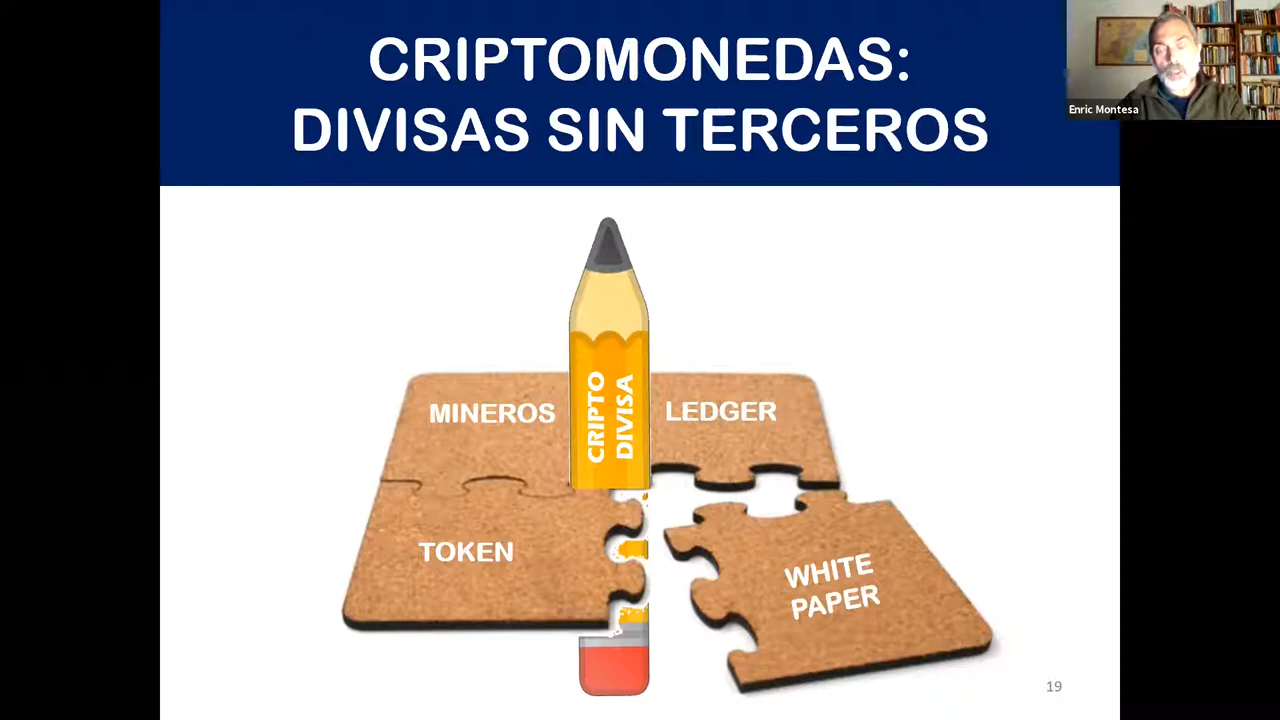 CRIPTOMONEDAS:
DIVISAS SIN TERCEROS
Enric Montesa
CRIPTO
DIVISA
MINEROS
LEDGER
TOKEN
WHITE
PAPER
19